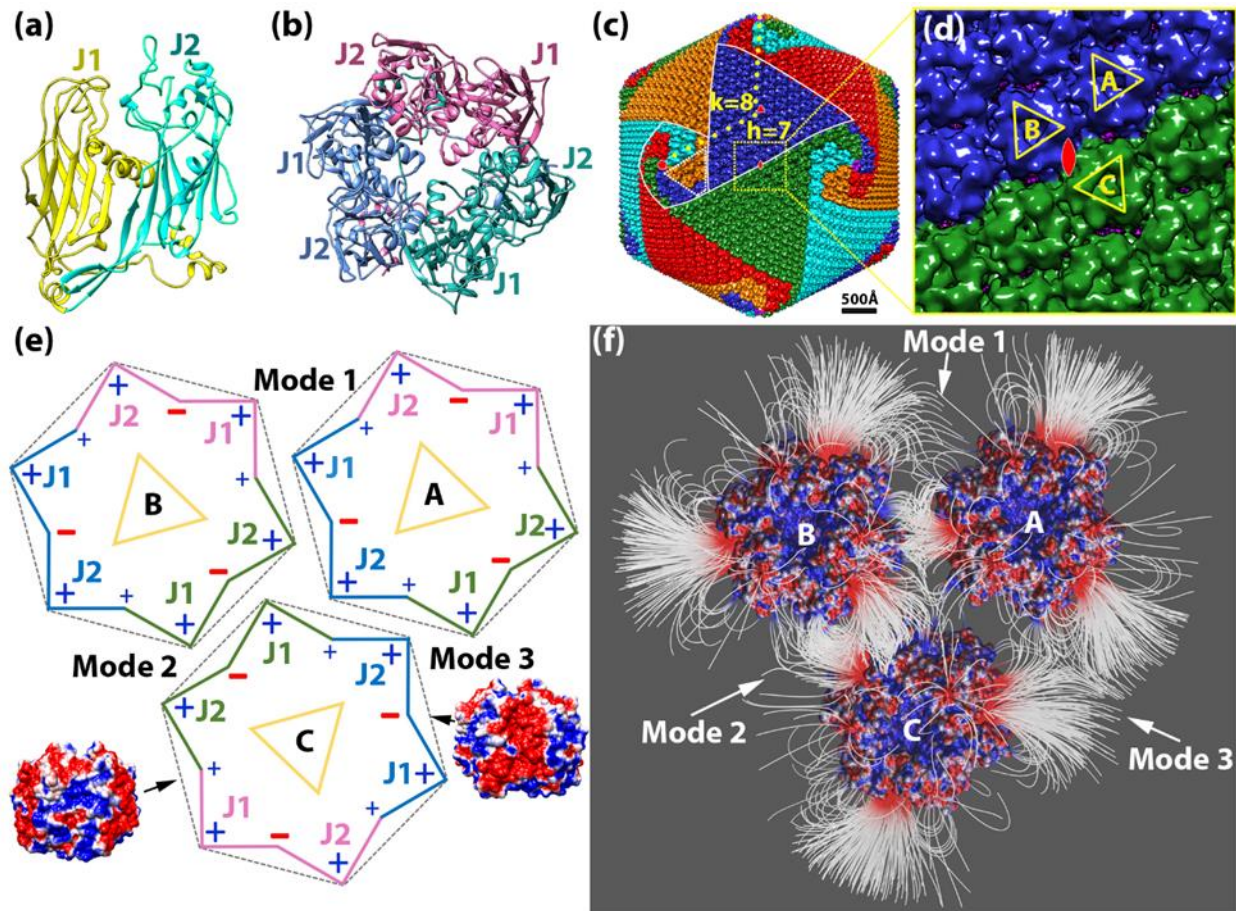 (a)
J1
J2
(b)
J2
J1
J1
J2
J2
J1
(c)
k=8
h=7
500Å
(d)
A
B
C
(e)
Mode 1
+
-
+
J2
J1
+
+
J1
B
-
J2
+
-
J2
+
J1
+
+
+
-
+
J2
J1
+
+
J1
A
-
J2
+
-
J2
+
J1
+
+
Mode 2
Mode 3
+
J1
+
J2
+
-
+
J2
C
-
J1
+
+
J1
+
-
J2
+
+
(f)
Mode 1
B
A
Mode 2
C
Mode 3